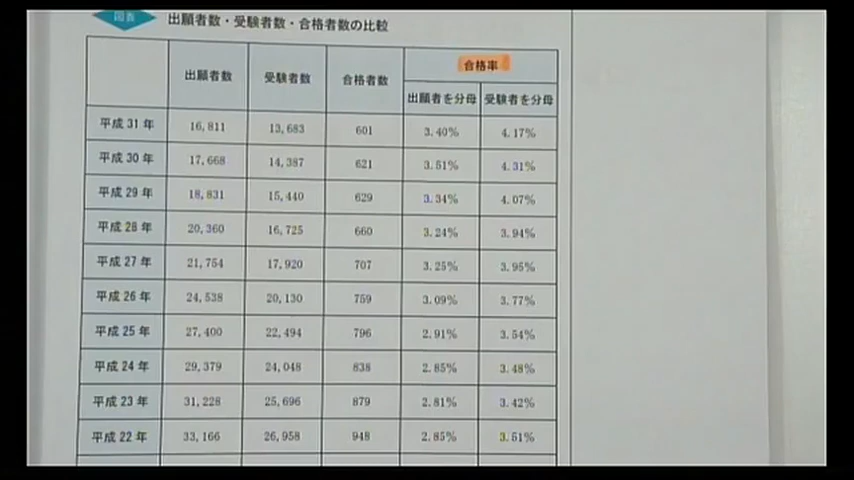 図表 出願者数・受験者数・合格者数の比較
出願者数 受験者数 合格者数 合格率
出願者を分母 受験者を分母
平成31年 16,811 13,683 601 3.40% 4.17%
平成30年 17,668 14,387 621 3.51% 4.31%
平成29年 18,831 15,440 629 3.34% 4.07%
平成28年 20,360 16,725 660 3.24% 3.94%
平成27年 21,754 17,920 707 3.25% 3.95%
平成26年 24,538 20,130 759 3.09% 3.77%
平成25年 27,400 22,494 796 2.91% 3.54%
平成24年 29,379 24,048 838 2.85% 3.48%
平成23年 31,228 25,696 879 2.81% 3.42%
平成22年 33,166 26,958 948 2.85% 3.51%